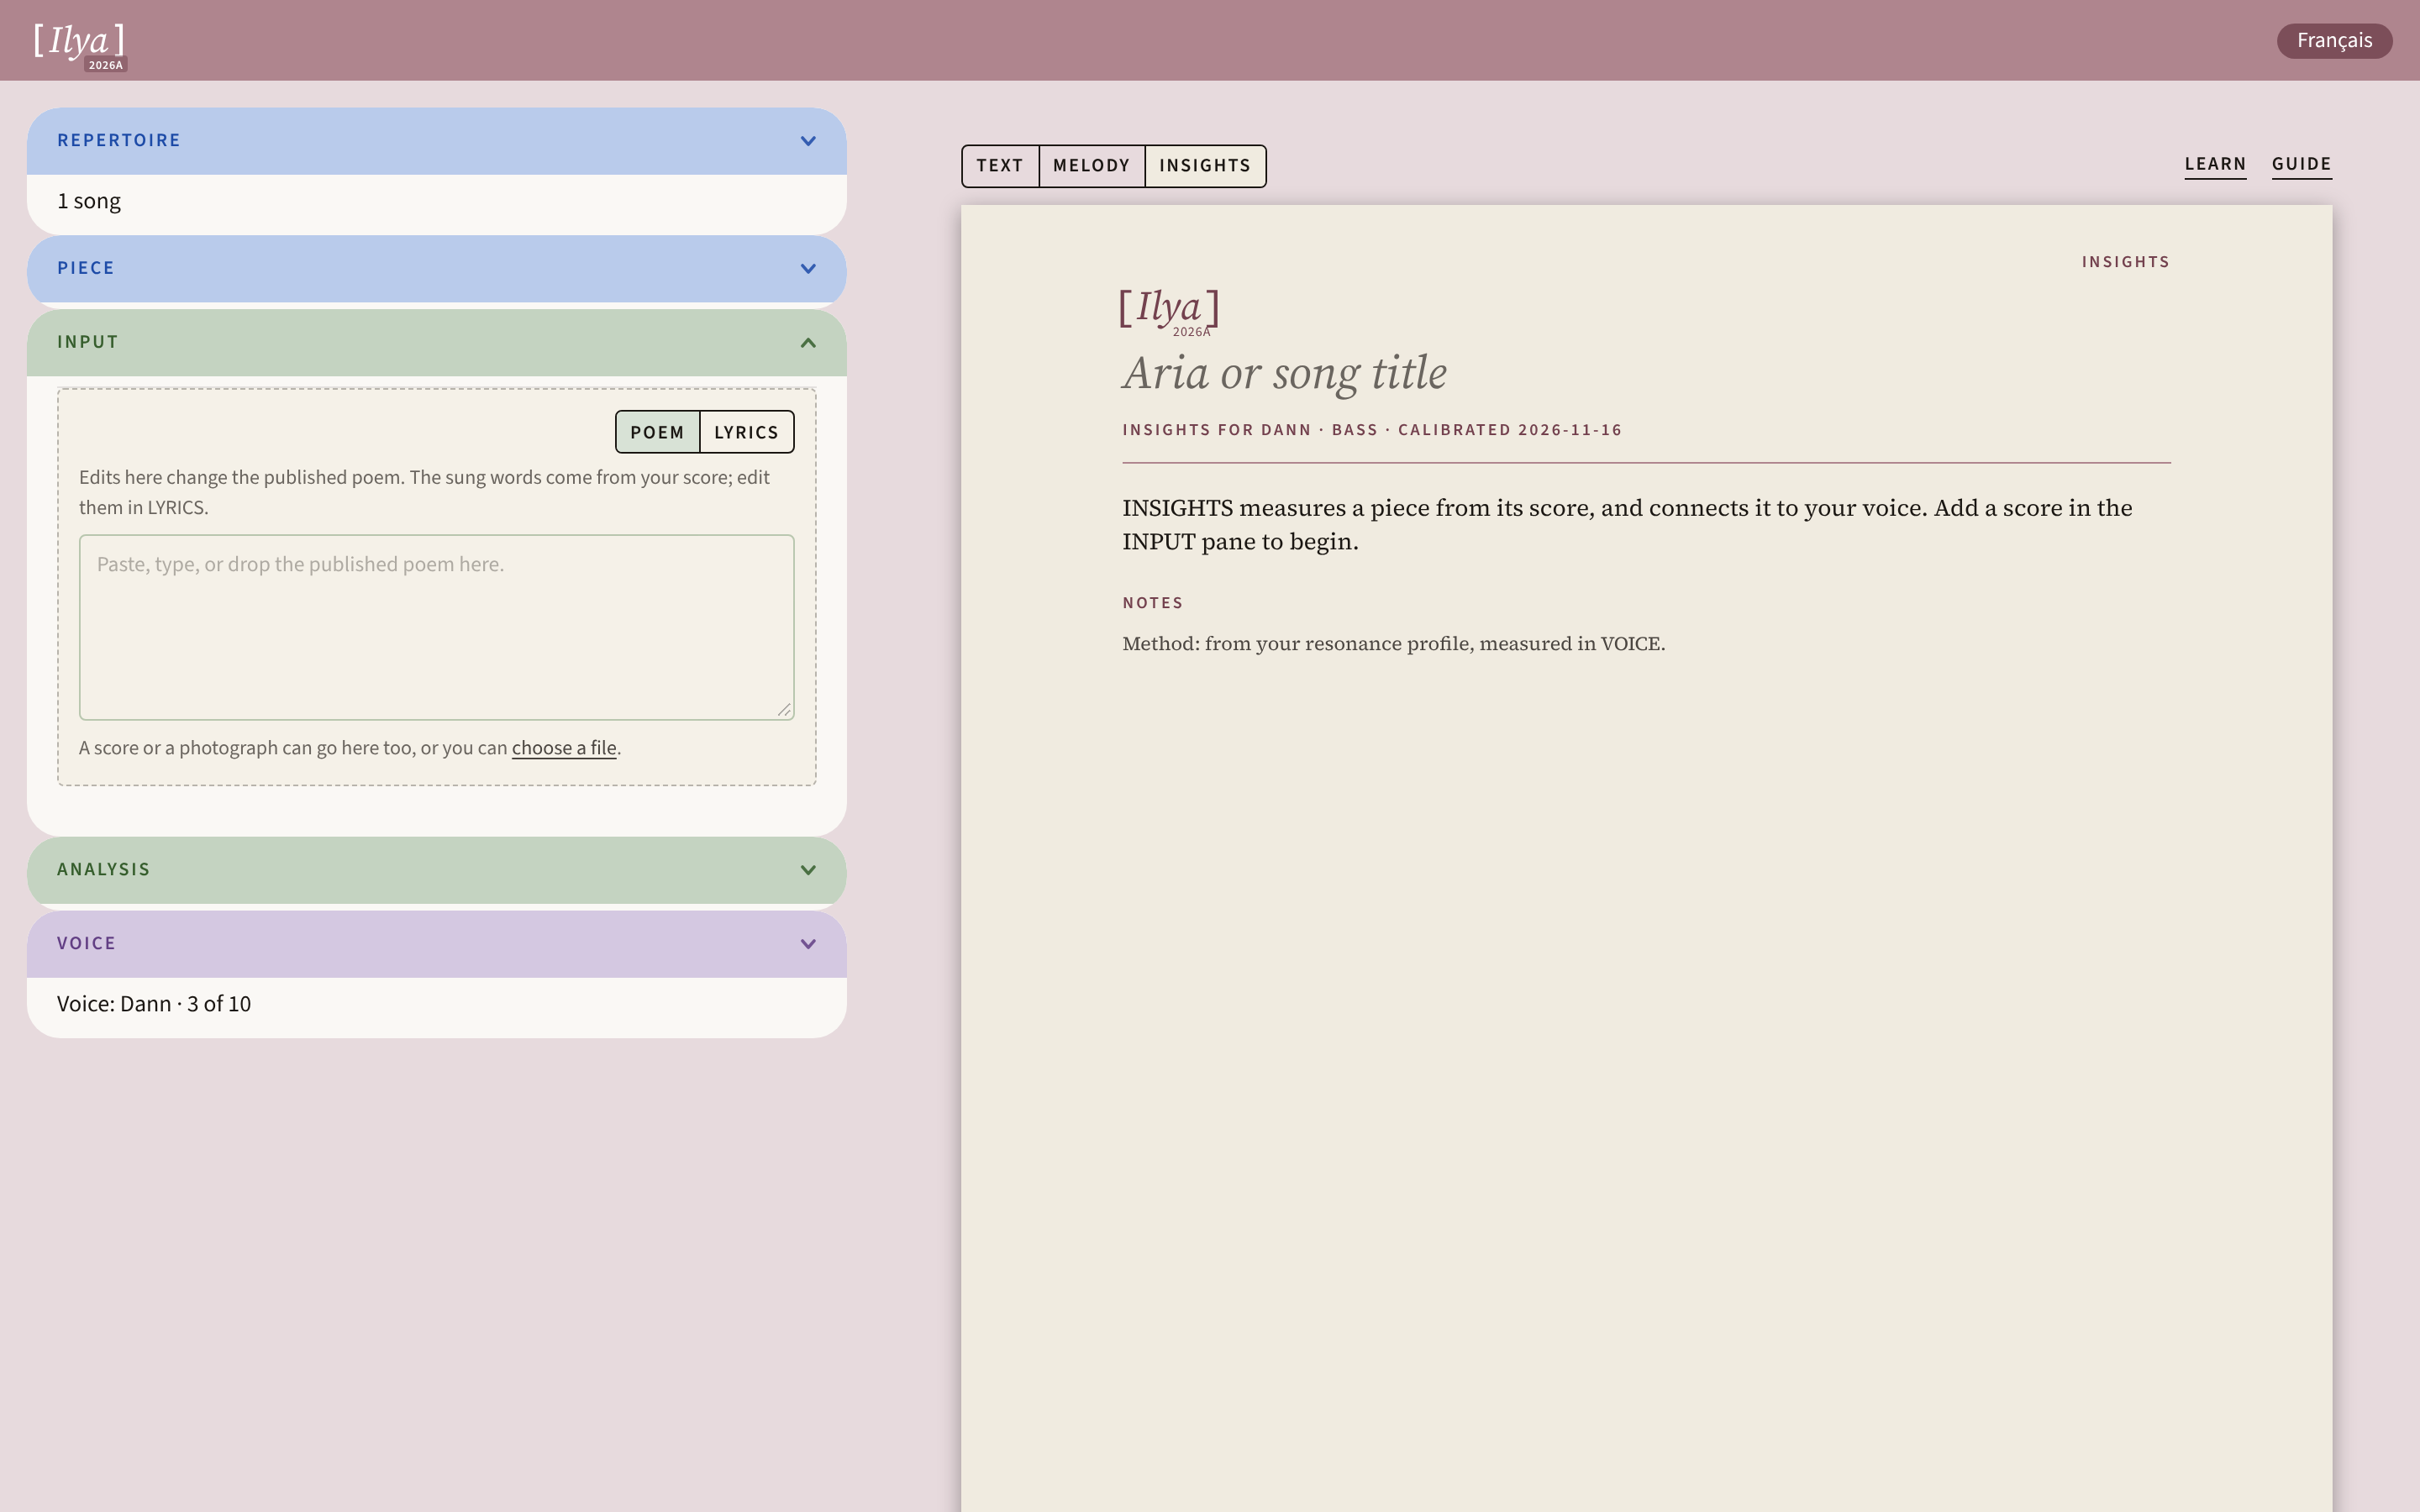 [Ilya]
2026A
Français
REPERTOIRE
1 song
PIECE
INPUT
POEM
LYRICS
Edits here change the published poem. The sung words come from your score; edit
them in LYRICS.
Paste, type, or drop the published poem here.
A score or a photograph can go here too, or you can choose a file.
ANALYSIS
VOICE
Voice: Dann · 3 of 10
TEXT
MELODY
INSIGHTS
LEARN
GUIDE
INSIGHTS
[Ilya]
2026A
Aria or song title
INSIGHTS FOR DANN · BASS · CALIBRATED 2026-11-16
INSIGHTS measures a piece from its score, and connects it to your voice. Add a score in the
INPUT pane to begin.
NOTES
Method: from your resonance profile, measured in VOICE.